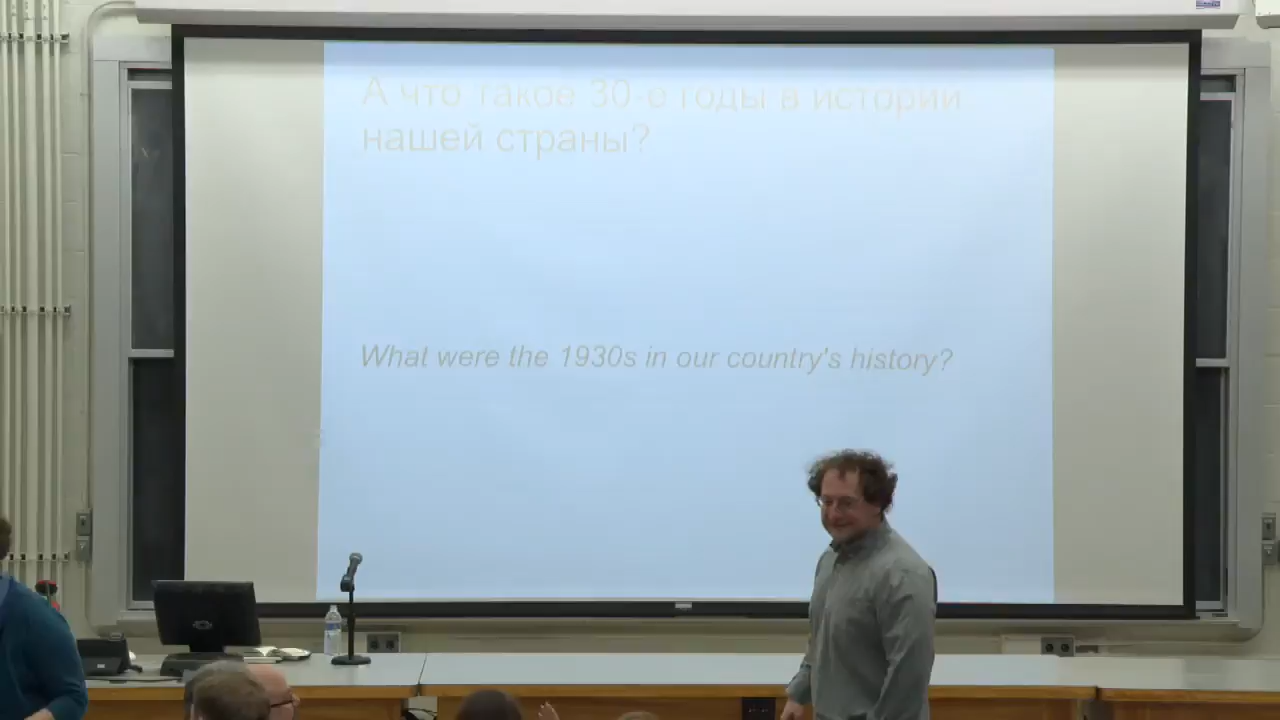 А что такое 30-е годы в истории
нашей страны?
What were the 1930s in our country's history?